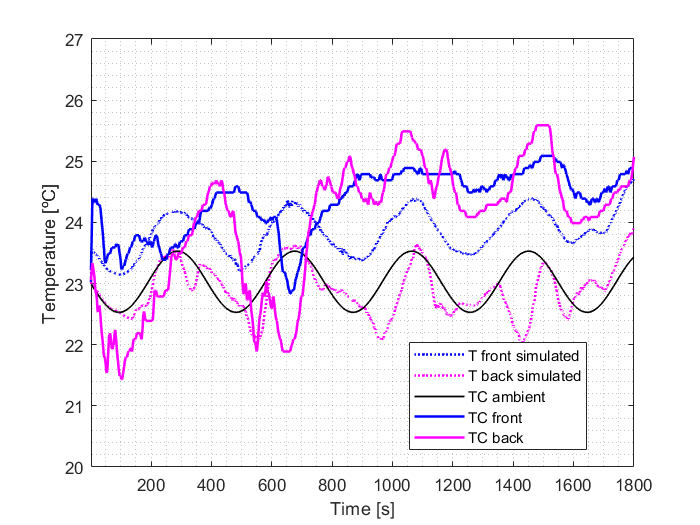 27
26
25
24
23
22
21
20
Temperature [ºC]
200 400 600 800 1000 1200 1400 1600 1800
Time [s]
T front simulated
T back simulated
TC ambient
TC front
TC back